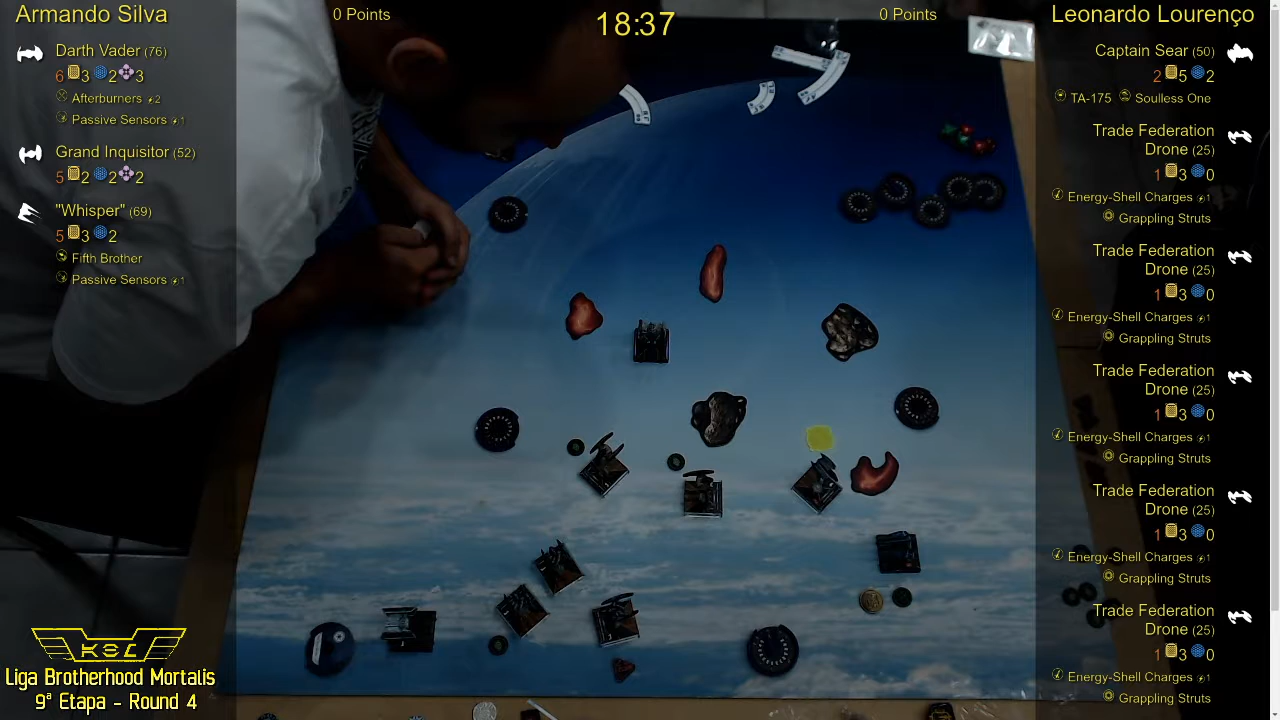 Armando Silva
0 Points
18:37
0 Points
Leonardo Lourenço
Darth Vader (76)
6 3 2 3
Afterburners 2
Passive Sensors 1
Grand Inquisitor (52)
5 2 2 2
"Whisper" (69)
5 3 2
Fifth Brother
Passive Sensors 1
Captain Sear (50)
2 5 2
TA-175 Soulless One
Trade Federation
Drone (25)
1 3 0
Energy-Shell Charges 1
Grappling Struts
Trade Federation
Drone (25)
1 3 0
Energy-Shell Charges 1
Grappling Struts
Trade Federation
Drone (25)
1 3 0
Energy-Shell Charges 1
Grappling Struts
Trade Federation
Drone (25)
1 3 0
Energy-Shell Charges 1
Grappling Struts
Trade Federation
Drone (25)
1 3 0
Energy-Shell Charges 1
Grappling Struts
Liga Brotherhood Mortalis
9ª Etapa - Round 4